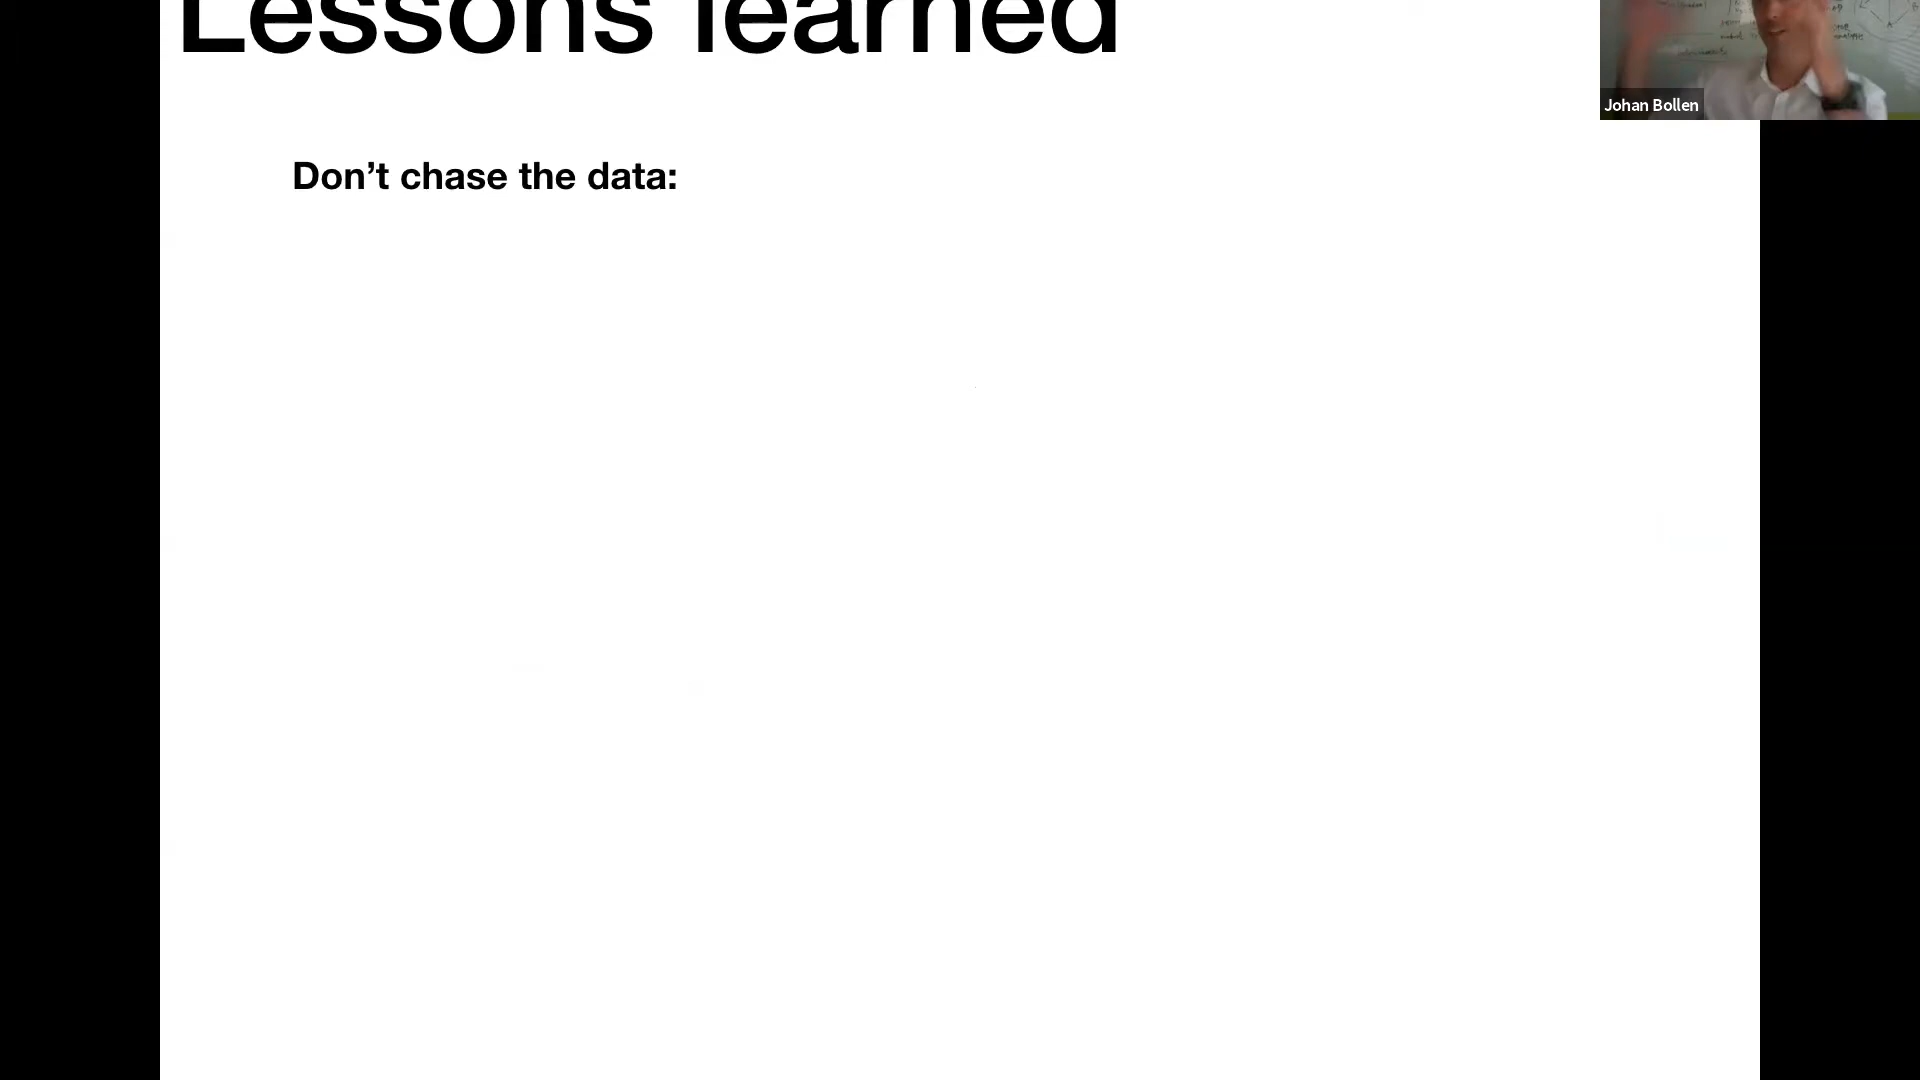 Lessons learned
Johan Bollen
Don't chase the data: